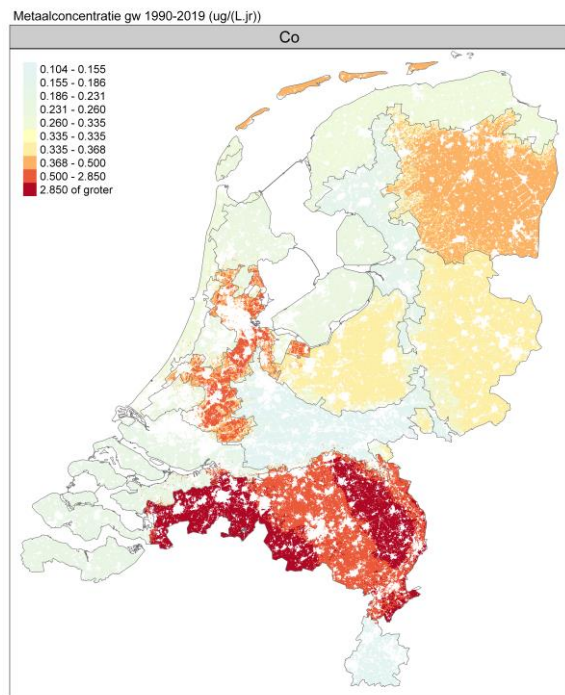 Metaalconcentratie gw 1990-2019 (ug/(L.jr))
Co
0.104 - 0.155
0.155 - 0.186
0.186 - 0.231
0.231 - 0.260
0.260 - 0.335
0.335 - 0.335
0.335 - 0.368
0.368 - 0.500
0.500 - 2.850
2.850 of groter